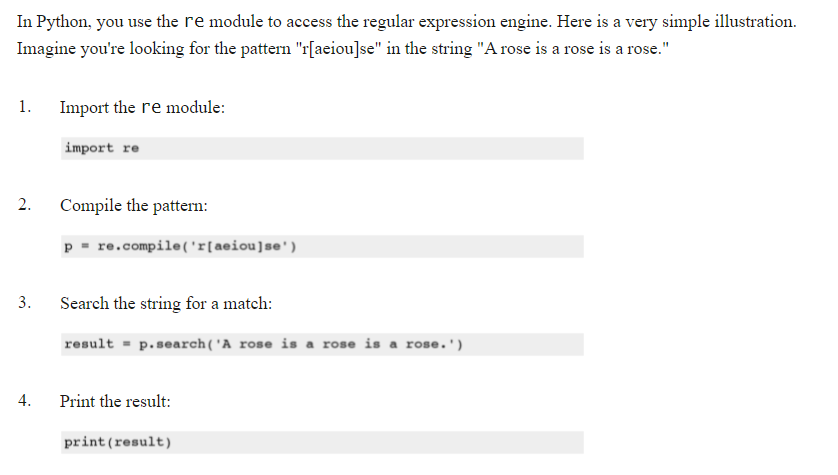 In Python, you use the re module to access the regular expression engine. Here is a very simple illustration.
Imagine you're looking for the pattern "r[aeiou]se" in the string "A rose is a rose is a rose."
1. Import the re module:
import re
2. Compile the pattern:
p = re.compile('r[aeiou]se')
3. Search the string for a match:
result = p.search('A rose is a rose is a rose.')
4. Print the result:
print(result)